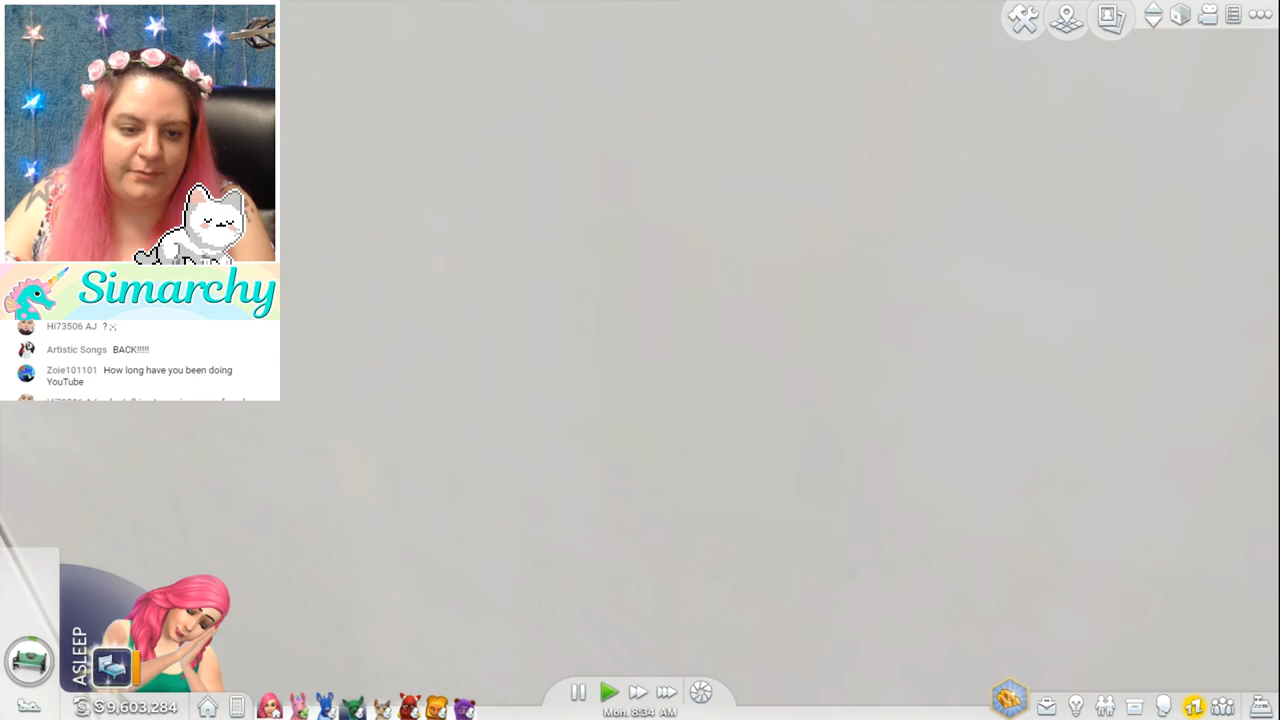 Simarchy
Hi73506 AJ ? ;-;
Artistic Songs BACK!!!!!
Zoie101101 How long have you been doing
YouTube
ASLEEP
9,603,284
Mon. 8:34 AM